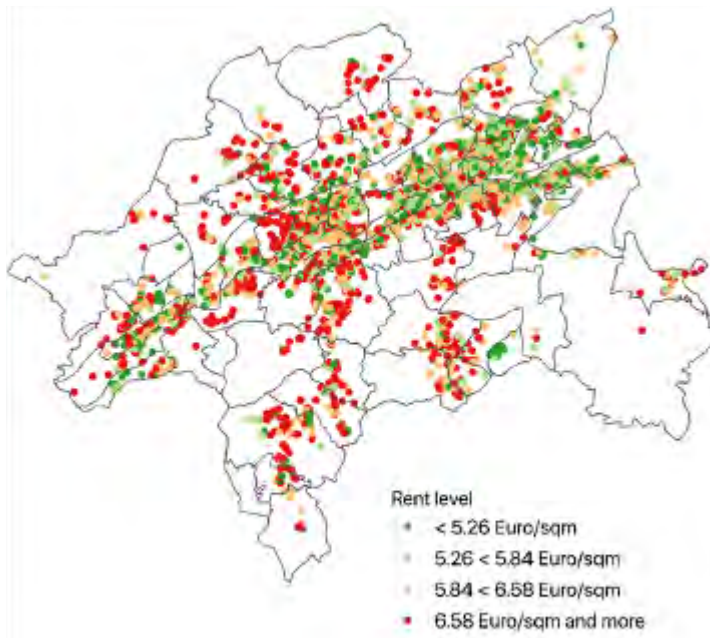 Rent level
< 5.26 Euro/sqm
5.26 < 5.84 Euro/sqm
5.84 < 6.58 Euro/sqm
6.58 Euro/sqm and more